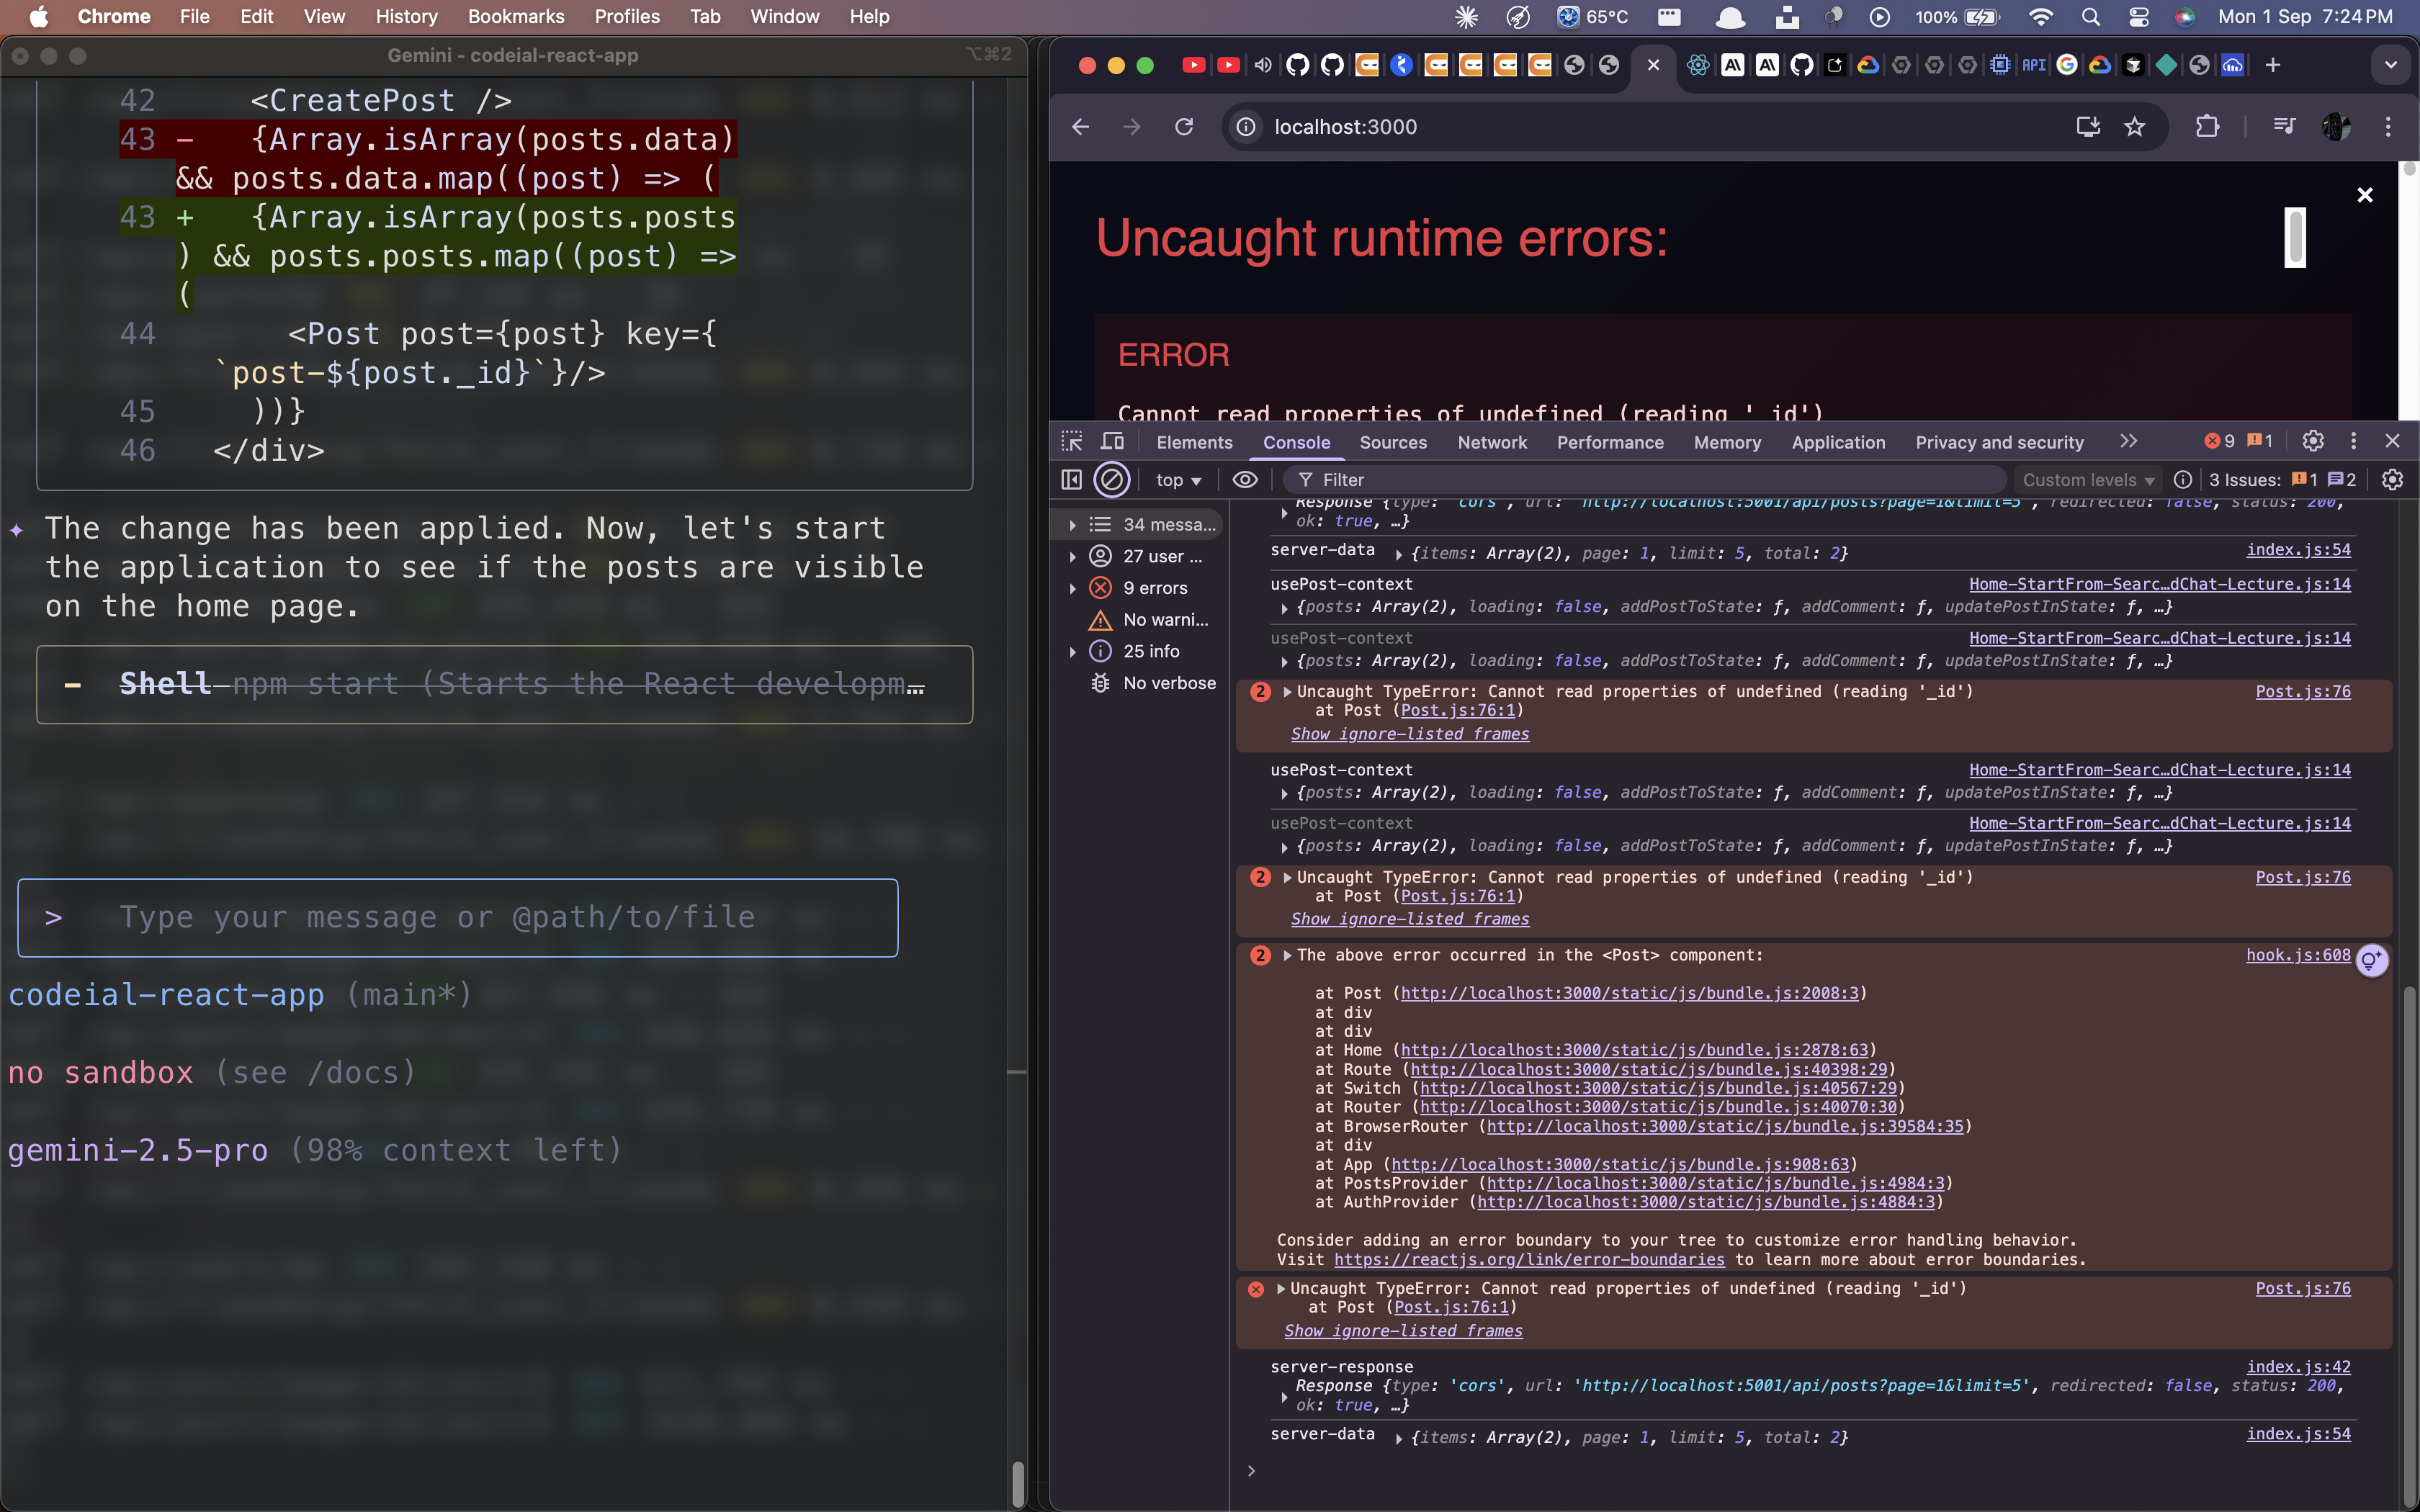 Chrome File Edit View History Bookmarks Profiles Tab Window Help 65°C 100% Mon 1 Sep 7:24 PM
Gemini - codeial-react-app ⌥⌘2
42 <CreatePost />
43 - {Array.isArray(posts.data)
&& posts.data.map((post) => (
43 + {Array.isArray(posts.posts
) && posts.posts.map((post) =>
(
44 <Post post={post} key={
`post-${post._id}`}/>
45 ))}
46 </div>
✦ The change has been applied. Now, let's start
the application to see if the posts are visible
on the home page.
- Shell npm start (Starts the React developm…
> Type your message or @path/to/file
codeial-react-app (main*)
no sandbox (see /docs)
gemini-2.5-pro (98% context left)
API
localhost:3000
Uncaught runtime errors:
ERROR
Cannot read properties of undefined (reading '_id')
Elements Console Sources Network Performance Memory Application Privacy and security 9 1
top Filter Custom levels 3 Issues: 1 2
34 messa...
27 user ...
9 errors
No warni...
25 info
No verbose
Response {type: 'cors', url: 'http://localhost:5001/api/posts?page=1&limit=5', redirected: false, status: 200,
ok: true, …}
server-data {items: Array(2), page: 1, limit: 5, total: 2} index.js:54
usePost-context Home-StartFrom-Searc…dChat-Lecture.js:14
{posts: Array(2), loading: false, addPostToState: ƒ, addComment: ƒ, updatePostInState: ƒ, …}
usePost-context Home-StartFrom-Searc…dChat-Lecture.js:14
{posts: Array(2), loading: false, addPostToState: ƒ, addComment: ƒ, updatePostInState: ƒ, …}
2 Uncaught TypeError: Cannot read properties of undefined (reading '_id') Post.js:76
at Post (Post.js:76:1)
Show ignore-listed frames
usePost-context Home-StartFrom-Searc…dChat-Lecture.js:14
{posts: Array(2), loading: false, addPostToState: ƒ, addComment: ƒ, updatePostInState: ƒ, …}
usePost-context Home-StartFrom-Searc…dChat-Lecture.js:14
{posts: Array(2), loading: false, addPostToState: ƒ, addComment: ƒ, updatePostInState: ƒ, …}
2 Uncaught TypeError: Cannot read properties of undefined (reading '_id') Post.js:76
at Post (Post.js:76:1)
Show ignore-listed frames
2 The above error occurred in the <Post> component: hook.js:608
at Post (http://localhost:3000/static/js/bundle.js:2008:3)
at div
at div
at Home (http://localhost:3000/static/js/bundle.js:2878:63)
at Route (http://localhost:3000/static/js/bundle.js:40398:29)
at Switch (http://localhost:3000/static/js/bundle.js:40567:29)
at Router (http://localhost:3000/static/js/bundle.js:40070:30)
at BrowserRouter (http://localhost:3000/static/js/bundle.js:39584:35)
at div
at App (http://localhost:3000/static/js/bundle.js:908:63)
at PostsProvider (http://localhost:3000/static/js/bundle.js:4984:3)
at AuthProvider (http://localhost:3000/static/js/bundle.js:4884:3)
Consider adding an error boundary to your tree to customize error handling behavior.
Visit https://reactjs.org/link/error-boundaries to learn more about error boundaries.
Uncaught TypeError: Cannot read properties of undefined (reading '_id') Post.js:76
at Post (Post.js:76:1)
Show ignore-listed frames
server-response index.js:42
Response {type: 'cors', url: 'http://localhost:5001/api/posts?page=1&limit=5', redirected: false, status: 200,
ok: true, …}
server-data {items: Array(2), page: 1, limit: 5, total: 2} index.js:54